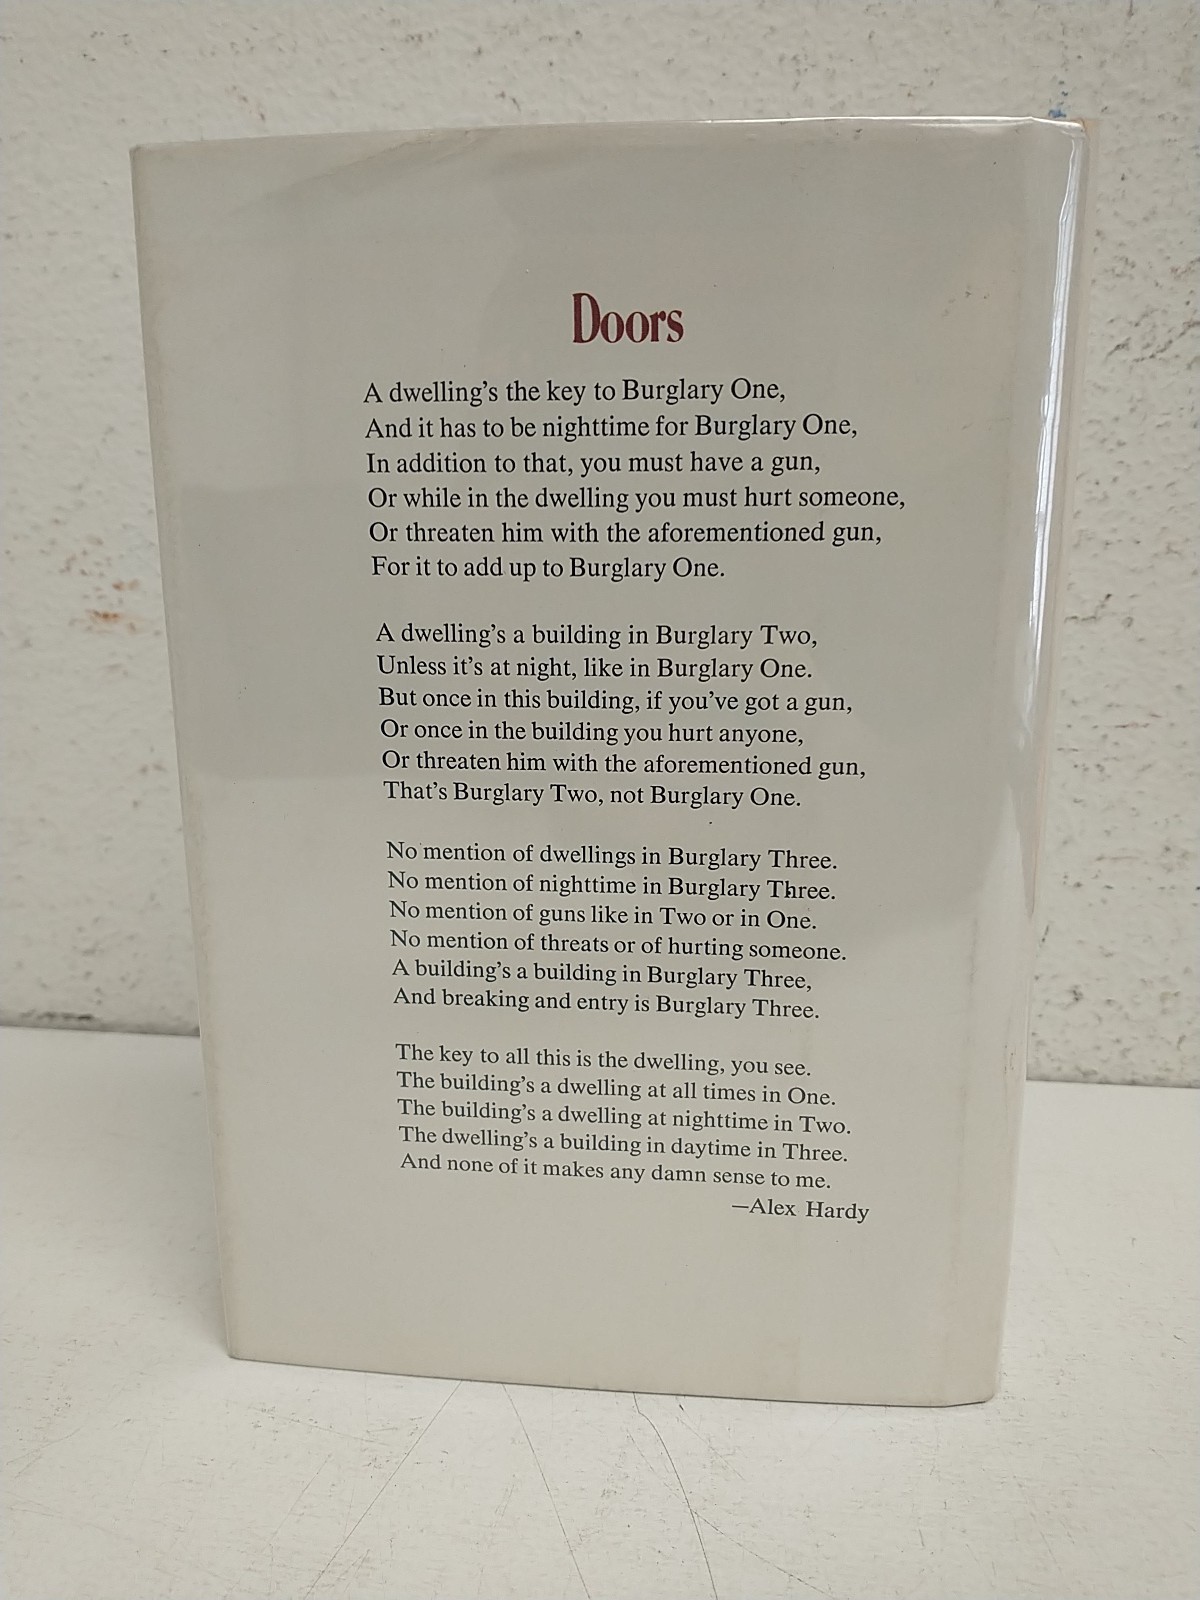 Doors
A dwelling's the key to Burglary One,
And it has to be nighttime for Burglary One,
In addition to that, you must have a gun,
Or while in the dwelling you must hurt someone,
Or threaten him with the aforementioned gun,
For it to add up to Burglary One.
A dwelling's a building in Burglary Two,
Unless it's at night, like in Burglary One.
But once in this building, if you've got a gun,
Or once in the building you hurt anyone,
Or threaten him with the aforementioned gun,
That's Burglary Two, not Burglary One.
No mention of dwellings in Burglary Three.
No mention of nighttime in Burglary Three.
No mention of guns like in Two or in One.
No mention of threats or of hurting someone.
A building's a building in Burglary Three,
And breaking and entry is Burglary Three.
The key to all this is the dwelling, you see.
The building's a dwelling at all times in One.
The building's a dwelling at nighttime in Two.
The dwelling's a building in daytime in Three.
And none of it makes any damn sense to me.
—Alex Hardy